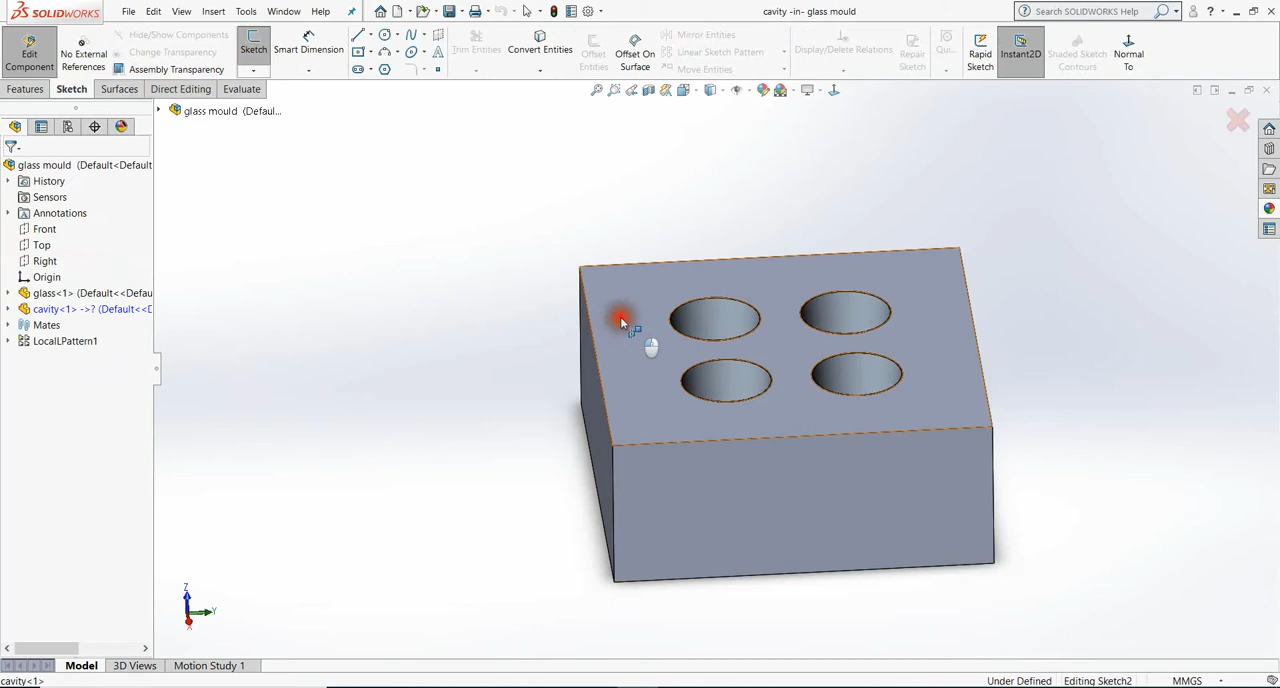 SOLIDWORKS File Edit View Insert Tools Window Help cavity -in- glass mould Search SOLIDWORKS Help
Edit Component
No External References
Hide/Show Components
Change Transparency
Assembly Transparency
Sketch
Smart Dimension
Trim Entities
Convert Entities
Offset Entities
Offset On Surface
Mirror Entities
Linear Sketch Pattern
Move Entities
Display/Delete Relations
Repair Sketch
Qui...
Rapid Sketch
Instant2D
Shaded Sketch Contours
Normal To
Features Sketch Surfaces Direct Editing Evaluate
glass mould (Defaul...
glass mould (Default<Default
History
Sensors
Annotations
Front
Top
Right
Origin
glass<1> (Default<<Defau
cavity<1> ->? (Default<<D
Mates
LocalLPattern1
Z
Y
Model 3D Views Motion Study 1
cavity<1> Under Defined Editing Sketch2 MMGS